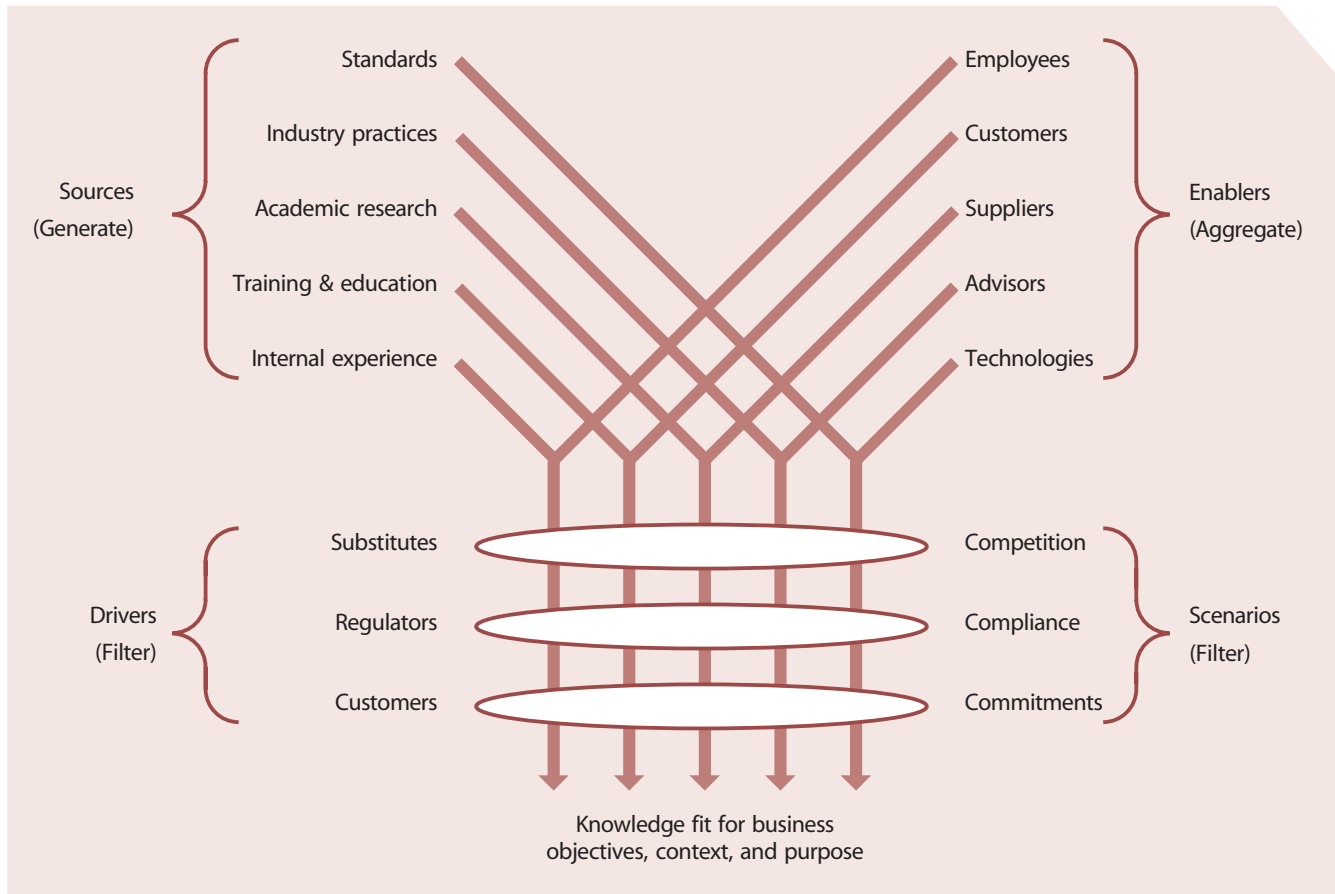 Sources
(Generate)
Standards
Industry practices
Academic research
Training & education
Internal experience
Employees
Customers
Suppliers
Advisors
Technologies
Enablers
(Aggregate)
Drivers
(Filter)
Substitutes
Regulators
Customers
Competition
Compliance
Commitments
Scenarios
(Filter)
Knowledge fit for business
objectives, context, and purpose